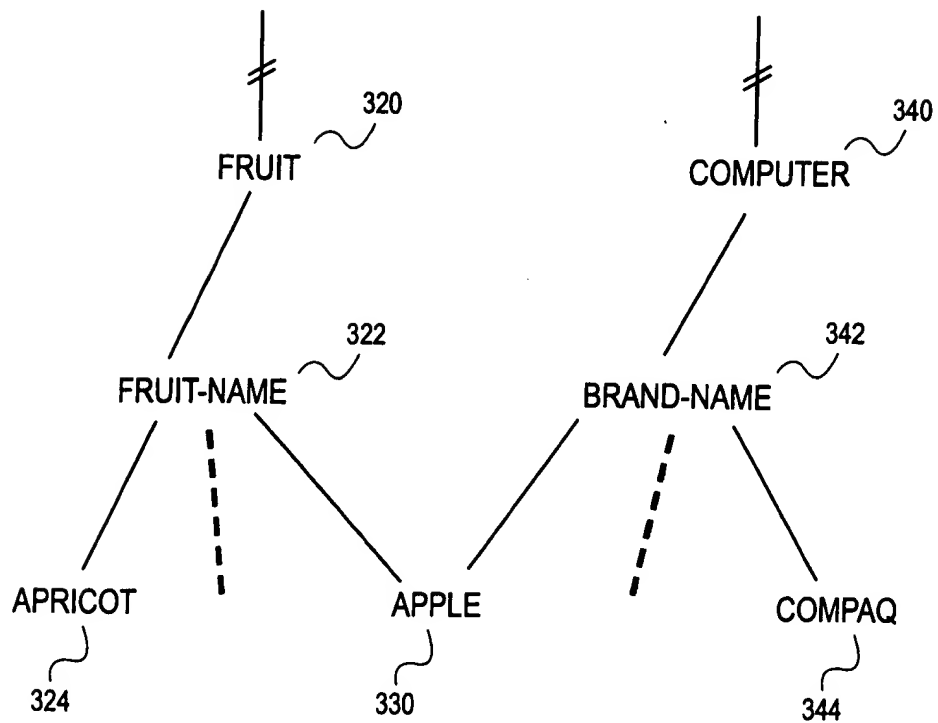 320
FRUIT
340
COMPUTER
322
FRUIT-NAME
342
BRAND-NAME
APRICOT
APPLE
COMPAQ
324
330
344